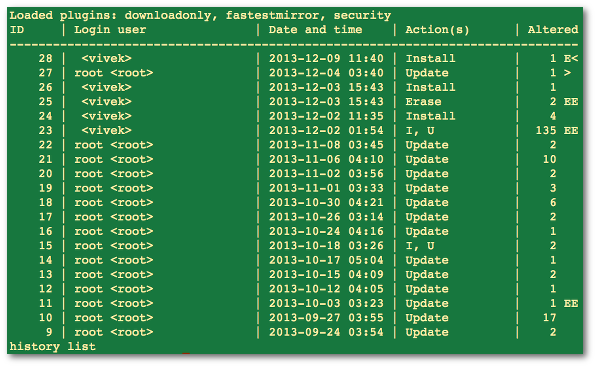 Loaded plugins: downloadonly, fastestmirror, security
ID     | Login user               | Date and time    | Action(s)      | Altered
-------------------------------------------------------------------------------
    28 |  <vivek>                 | 2013-12-09 11:40 | Install        |    1 E<
    27 | root <root>              | 2013-12-04 03:40 | Update         |    1 >
    26 |  <vivek>                 | 2013-12-03 15:43 | Install        |    1
    25 |  <vivek>                 | 2013-12-03 15:43 | Erase          |    2 EE
    24 |  <vivek>                 | 2013-12-02 11:35 | Install        |    4
    23 |  <vivek>                 | 2013-12-02 01:54 | I, U           |  135 EE
    22 | root <root>              | 2013-11-08 03:45 | Update         |    2
    21 | root <root>              | 2013-11-06 04:10 | Update         |   10
    20 | root <root>              | 2013-11-02 03:56 | Update         |    2
    19 | root <root>              | 2013-11-01 03:33 | Update         |    3
    18 | root <root>              | 2013-10-30 04:21 | Update         |    6
    17 | root <root>              | 2013-10-26 03:14 | Update         |    2
    16 | root <root>              | 2013-10-24 04:16 | Update         |    1
    15 | root <root>              | 2013-10-18 03:26 | I, U           |    2
    14 | root <root>              | 2013-10-17 05:04 | Update         |    1
    13 | root <root>              | 2013-10-15 04:09 | Update         |    2
    12 | root <root>              | 2013-10-12 04:05 | Update         |    1
    11 | root <root>              | 2013-10-03 03:23 | Update         |    1 EE
    10 | root <root>              | 2013-09-27 03:55 | Update         |   17
     9 | root <root>              | 2013-09-24 03:54 | Update         |    2
history list